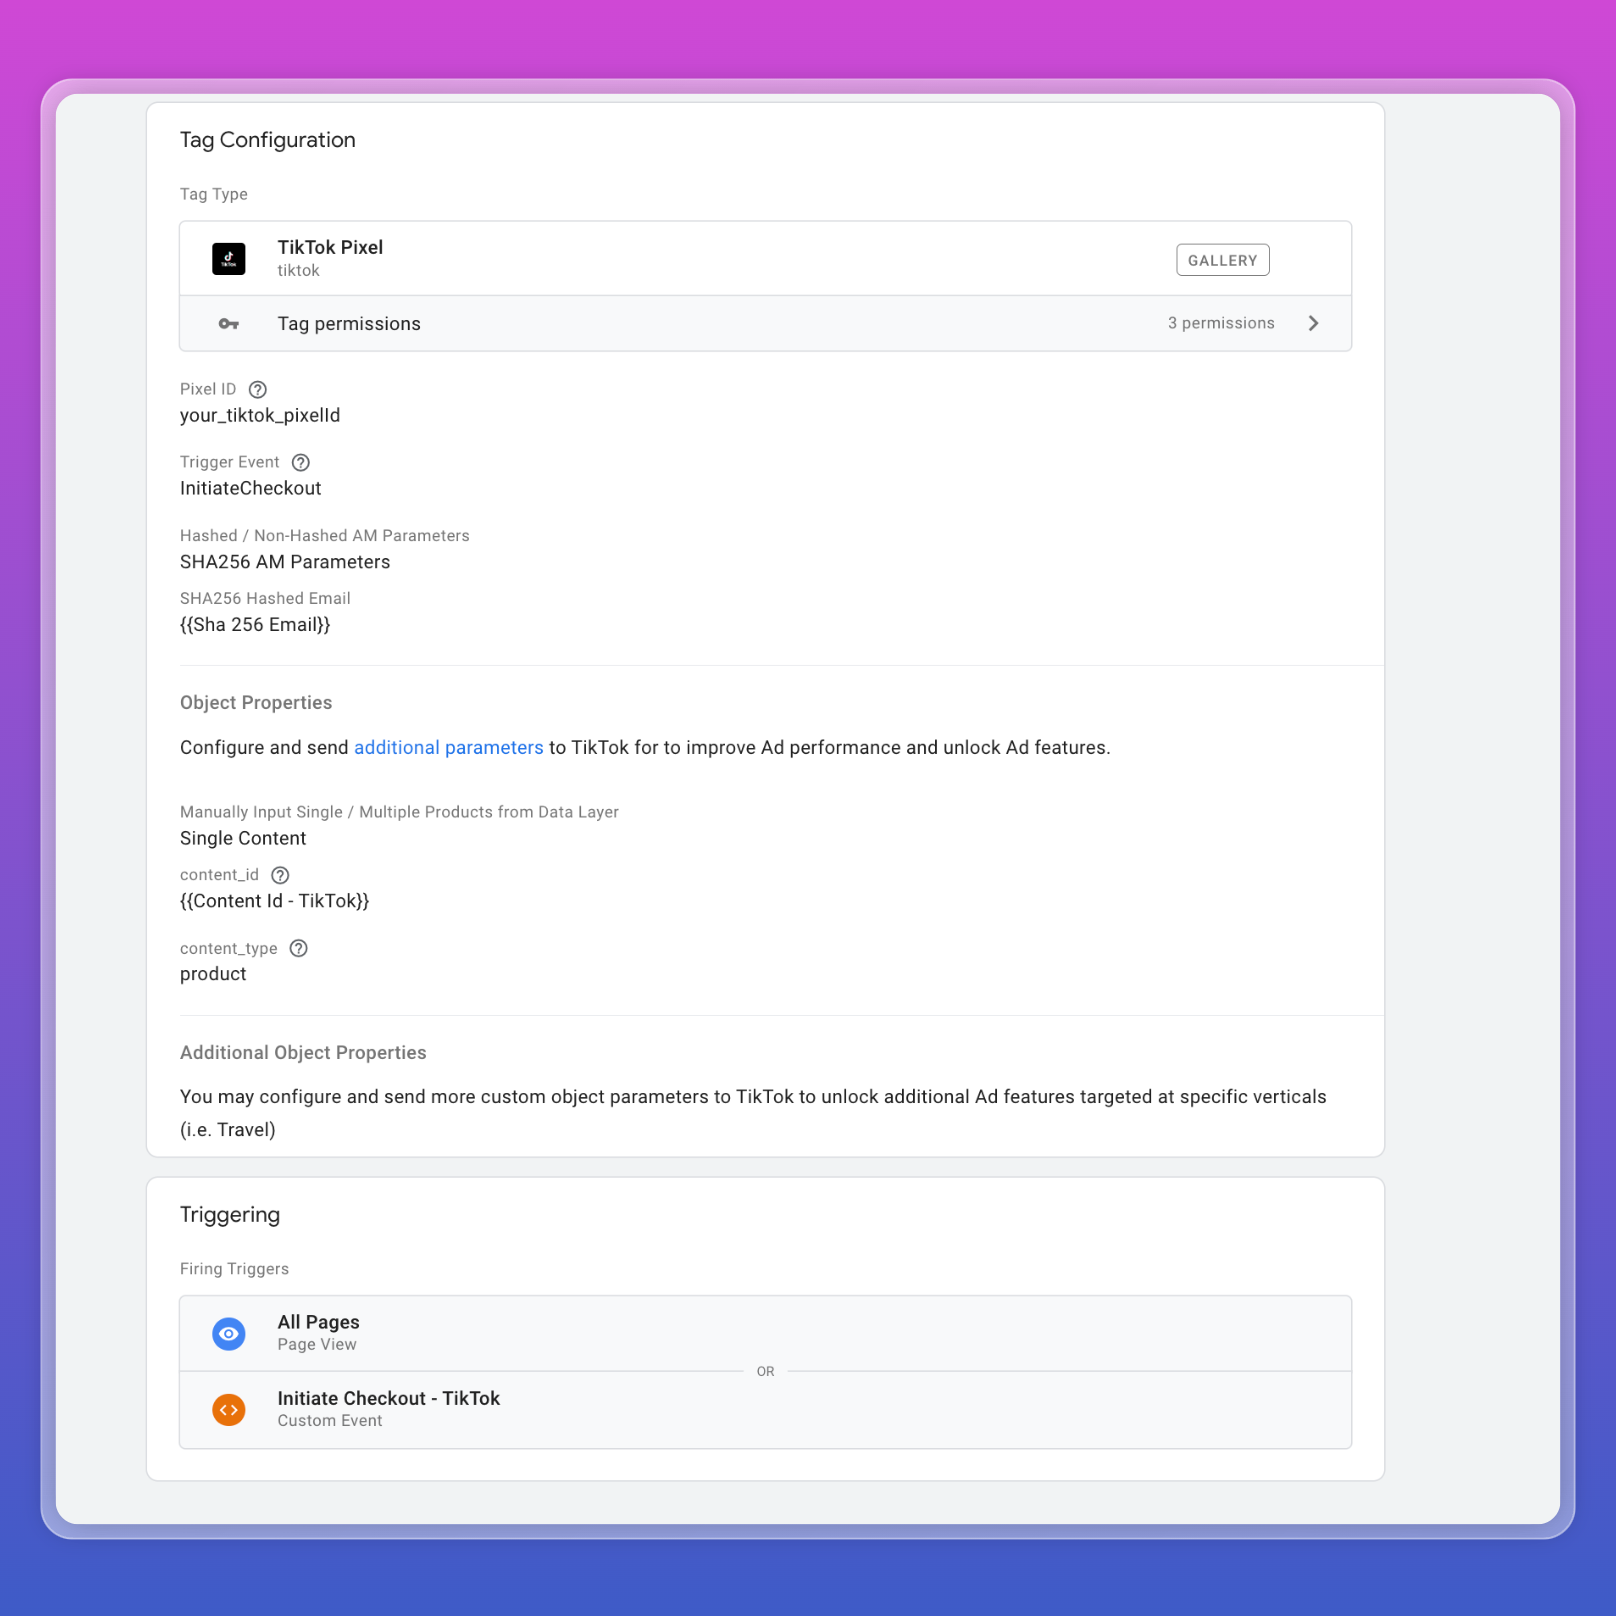 Tag Configuration
Tag Type
TikTok Pixel
tiktok
GALLERY
Tag permissions
3 permissions
Pixel ID
your_tiktok_pixelId
Trigger Event
InitiateCheckout
Hashed / Non-Hashed AM Parameters
SHA256 AM Parameters
SHA256 Hashed Email
{{Sha 256 Email}}
Object Properties
Configure and send additional parameters to TikTok for to improve Ad performance and unlock Ad features.
Manually Input Single / Multiple Products from Data Layer
Single Content
content_id
{{Content Id - TikTok}}
content_type
product
Additional Object Properties
You may configure and send more custom object parameters to TikTok to unlock additional Ad features targeted at specific verticals
(i.e. Travel)
Triggering
Firing Triggers
All Pages
Page View
OR
Initiate Checkout - TikTok
Custom Event